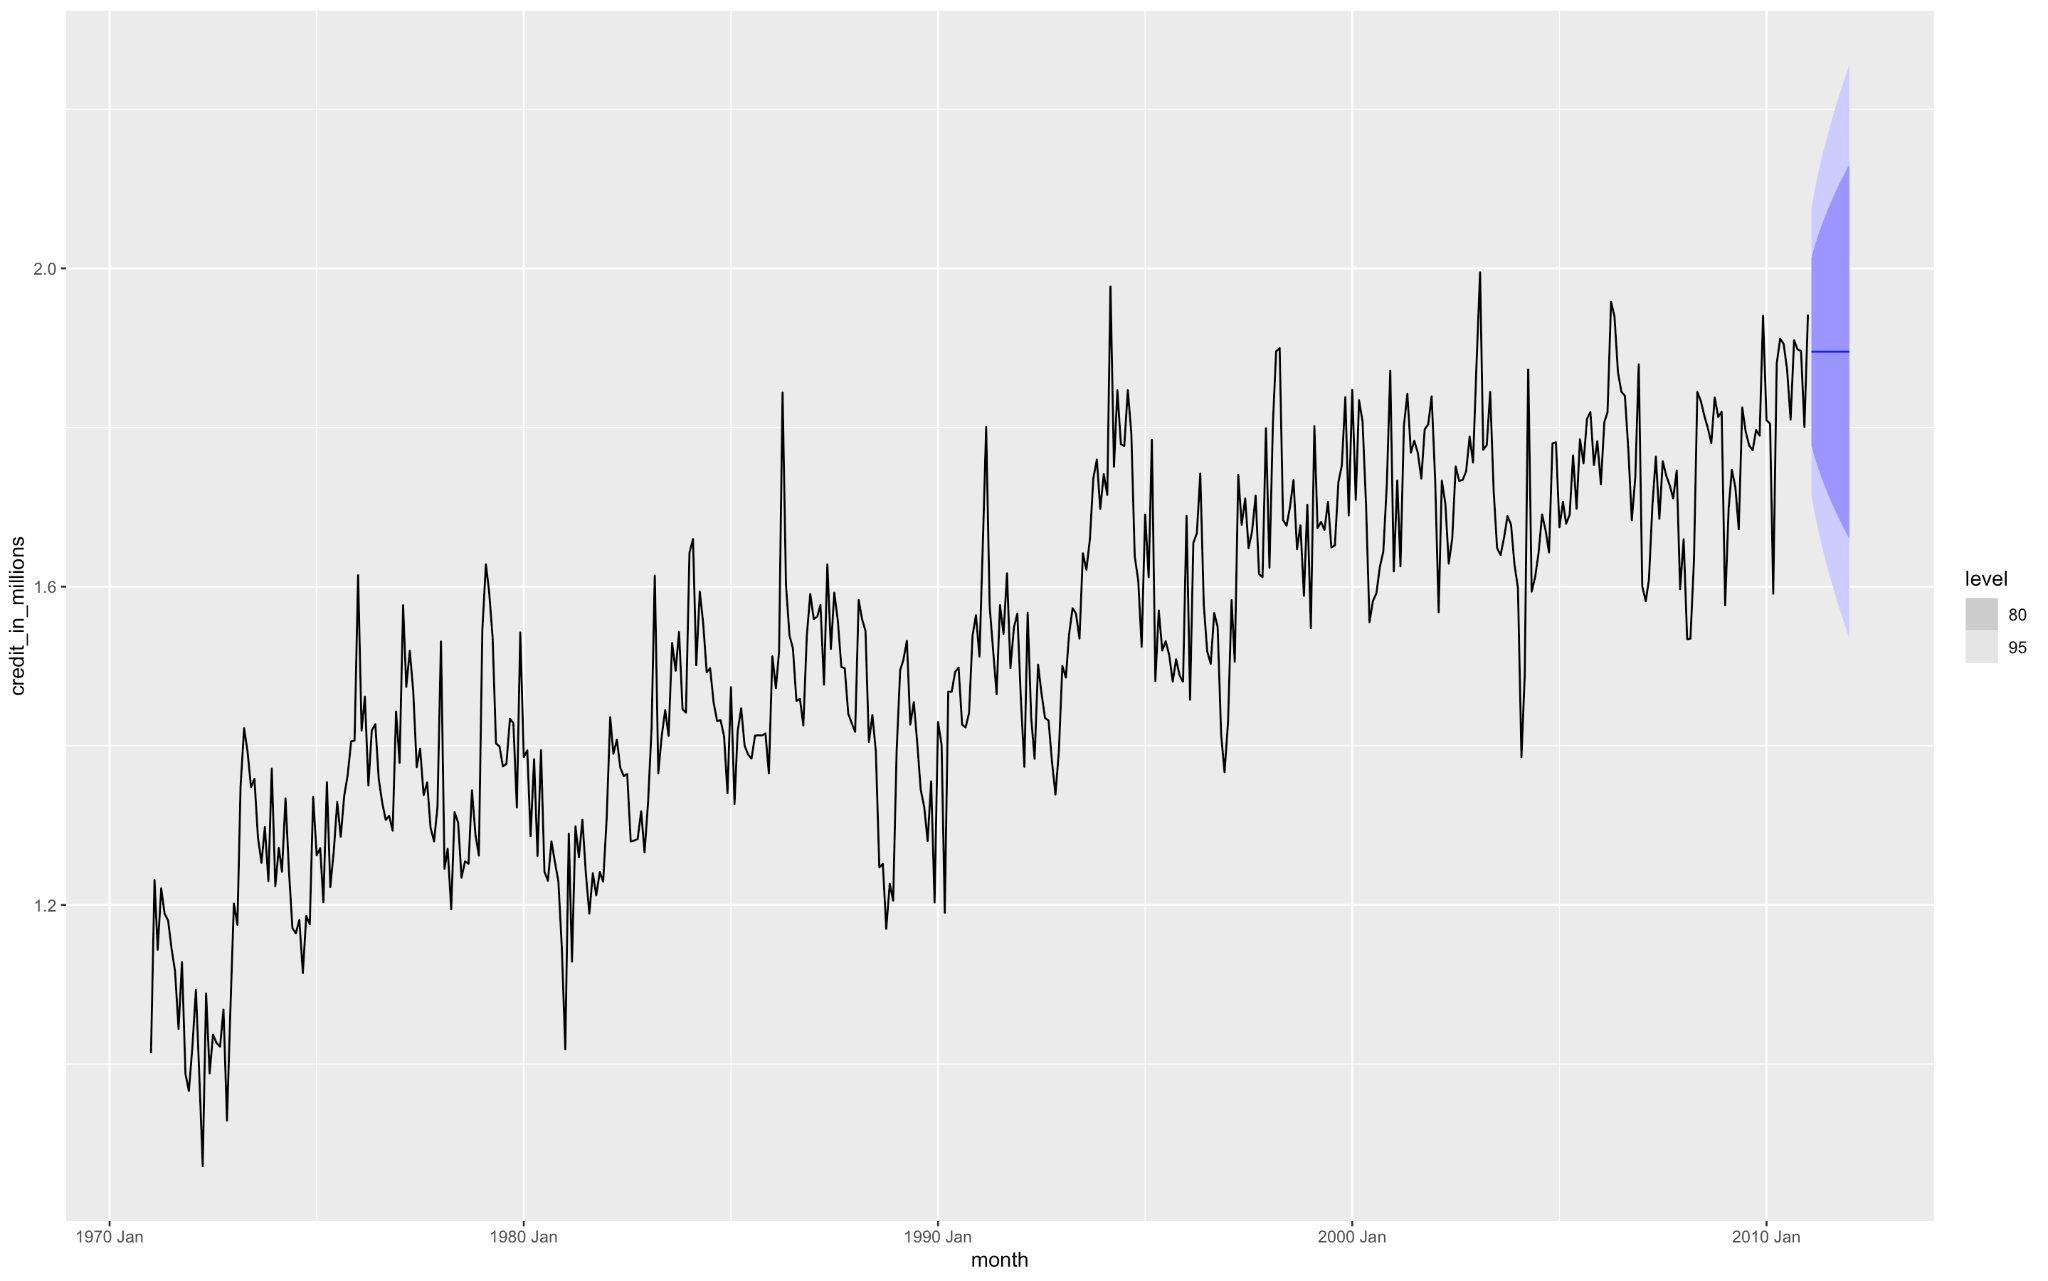 2.0
1.6
1.2
credit_in_millions
1970 Jan
1980 Jan
1990 Jan
2000 Jan
2010 Jan
month
level
80
95